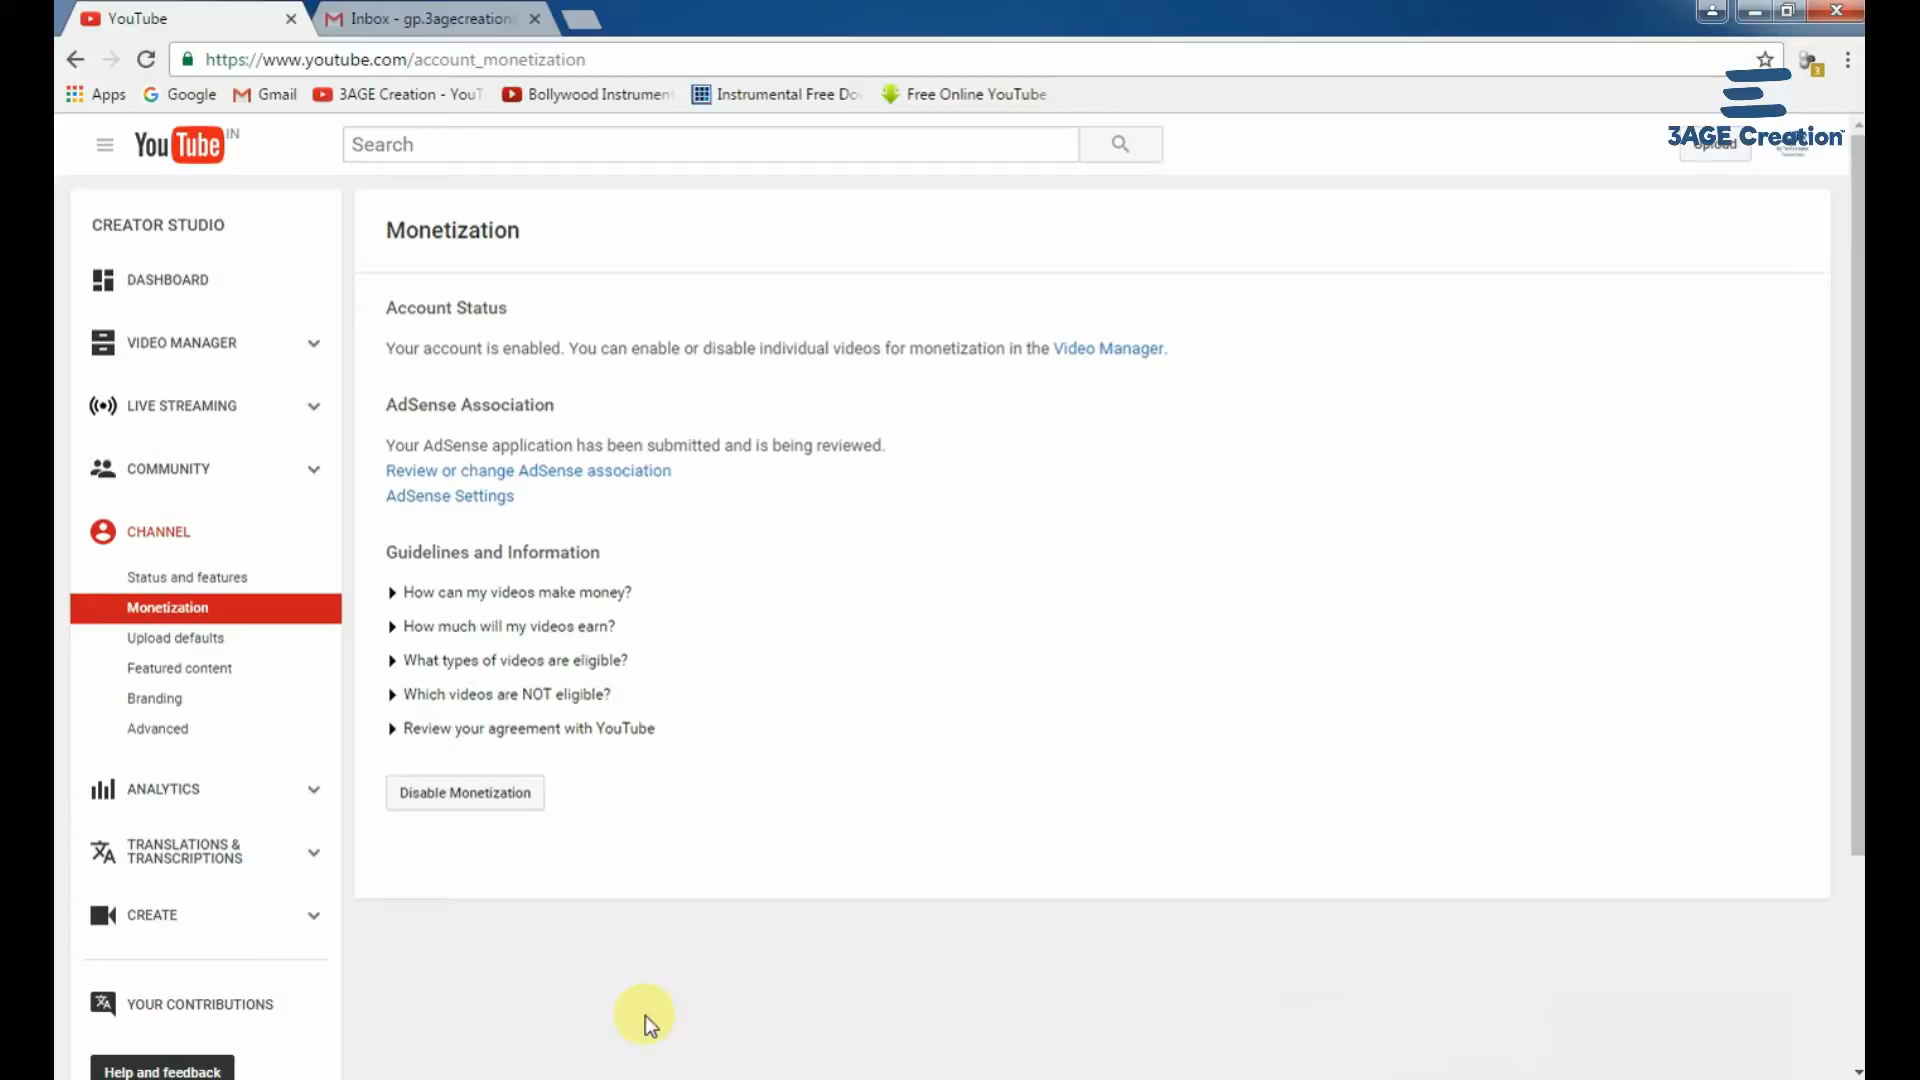 YouTube
Inbox - gp.3agecreation
https://www.youtube.com/account_monetization
Apps
Google
Gmail
3AGE Creation - YouT
Bollywood Instrumen
Instrumental Free Do
Free Online YouTube
3
3AGE Creation
YouTube IN
Search
Upload
CREATOR STUDIO
DASHBOARD
VIDEO MANAGER
LIVE STREAMING
COMMUNITY
CHANNEL
Status and features
Monetization
Upload defaults
Featured content
Branding
Advanced
ANALYTICS
TRANSLATIONS &
TRANSCRIPTIONS
CREATE
YOUR CONTRIBUTIONS
Help and feedback
Monetization
Account Status
Your account is enabled. You can enable or disable individual videos for monetization in the Video Manager.
AdSense Association
Your AdSense application has been submitted and is being reviewed.
Review or change AdSense association
AdSense Settings
Guidelines and Information
How can my videos make money?
How much will my videos earn?
What types of videos are eligible?
Which videos are NOT eligible?
Review your agreement with YouTube
Disable Monetization